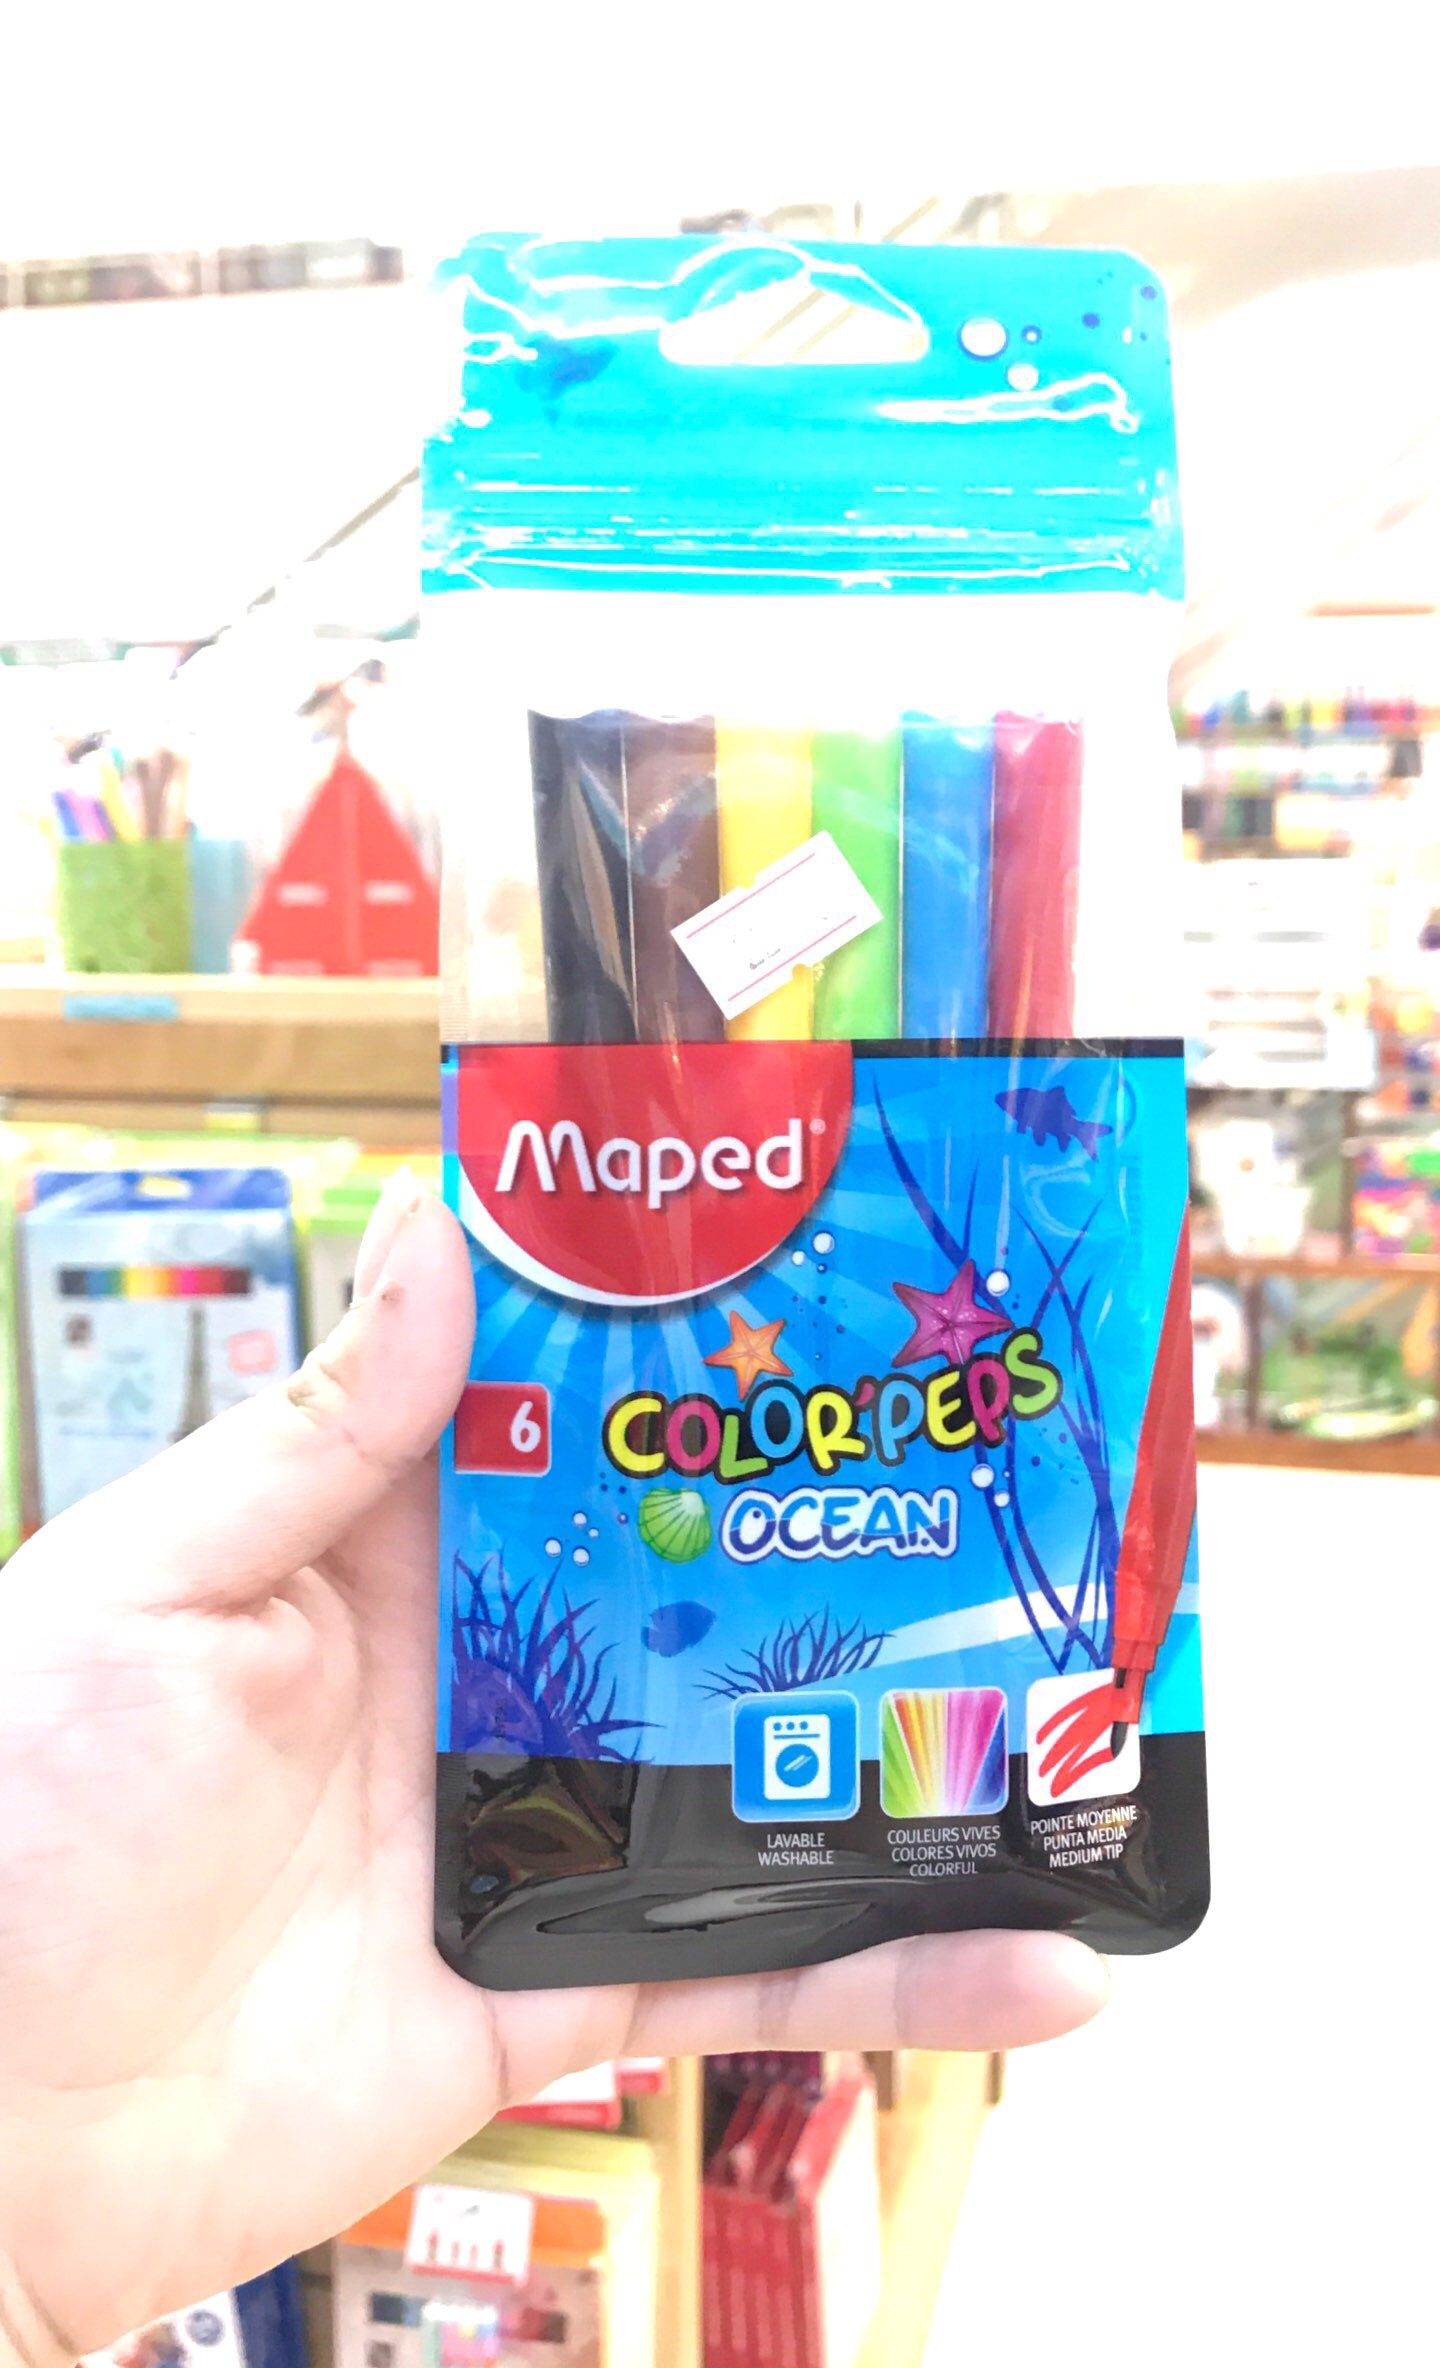 Maped®
6
COLOR'PEPS
OCEAN
LAVABLE
WASHABLE
COULEURS VIVES
COLORES VIVOS
COLORFUL
POINTE MOYENNE
PUNTA MEDIA
MEDIUM TIP